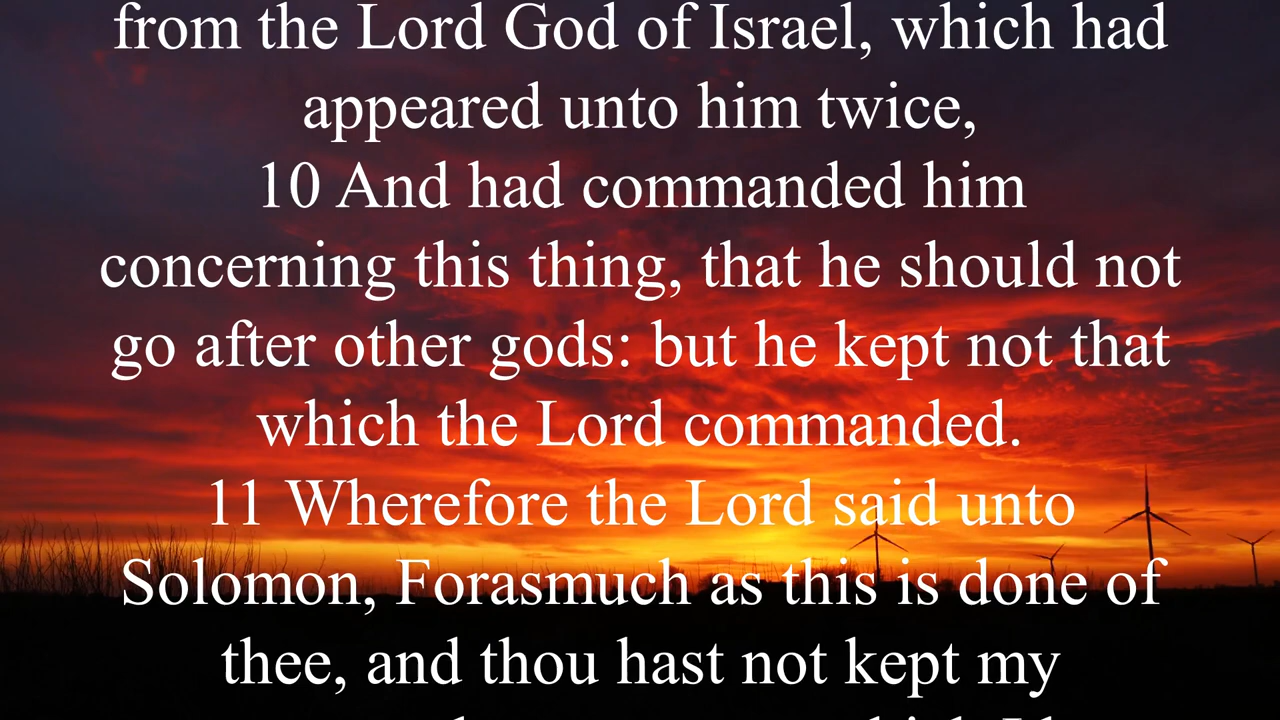 from the Lord God of Israel, which had
appeared unto him twice,
10 And had commanded him
concerning this thing, that he should not
go after other gods: but he kept not that
which the Lord commanded.
11 Wherefore the Lord said unto
Solomon, Forasmuch as this is done of
thee, and thou hast not kept my